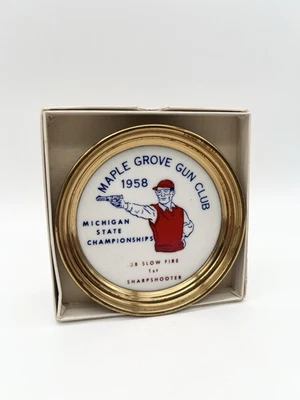 MAPLE GROVE GUN CLUB
1958
MICHIGAN
STATE
CHAMPIONSHIPS
SLOW FIRE
1st
SHARPSHOOTER